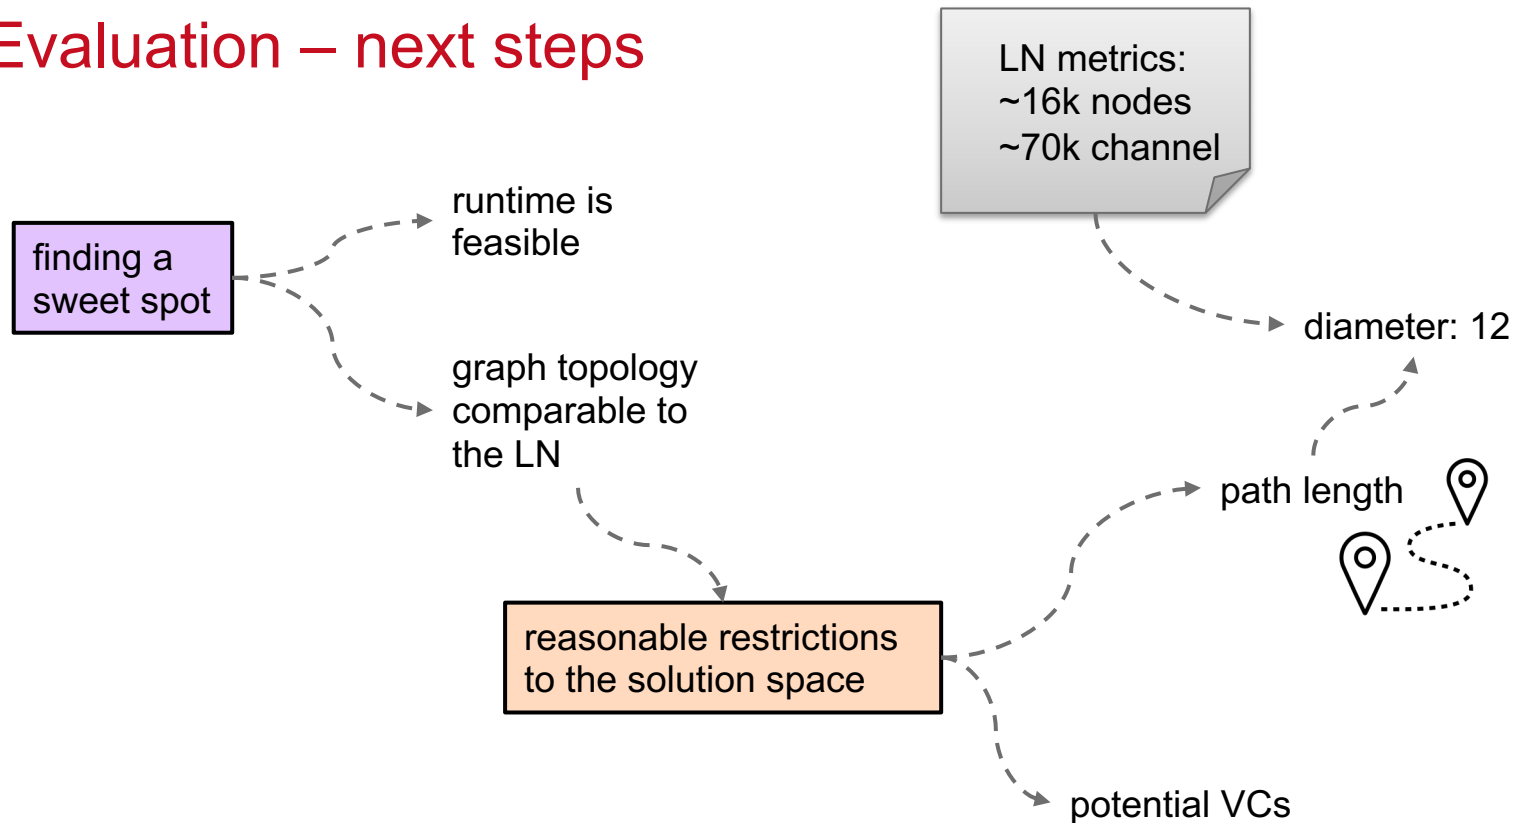 Evaluation – next steps
LN metrics:
~16k nodes
~70k channel
runtime is
feasible
finding a
sweet spot
diameter: 12
graph topology
comparable to
the LN
path length
reasonable restrictions
to the solution space
potential VCs